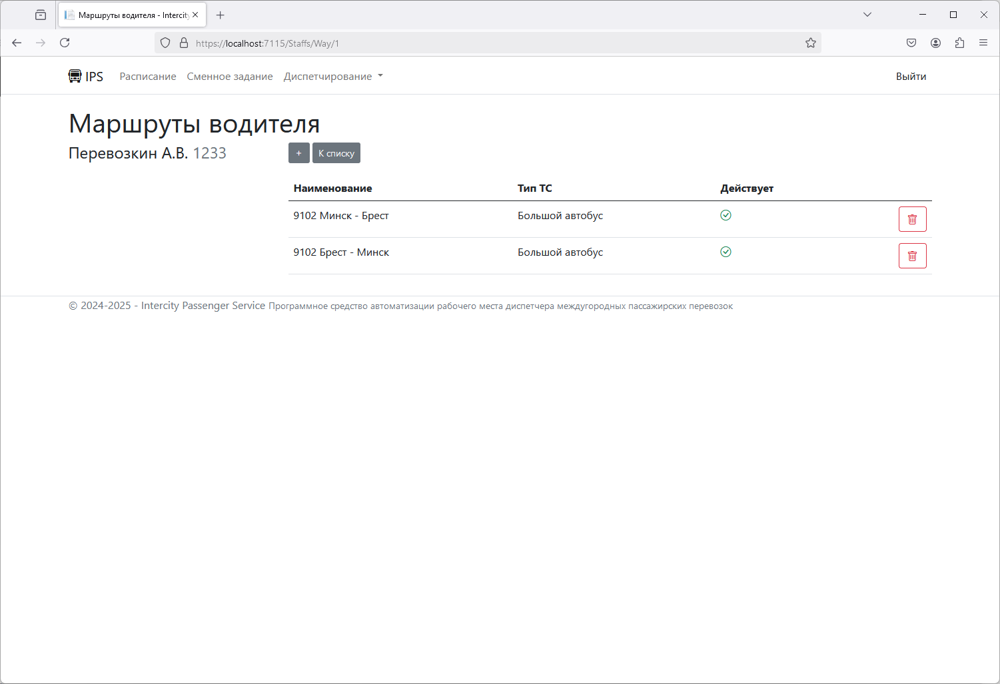 Маршруты водителя - Intercity
https://localhost:7115/Staffs/Way/1
IPS Расписание Сменное задание Диспетчирование Выйти
Маршруты водителя
Перевозкин А.В. 1233 + К списку
Наименование Тип ТС Действует
9102 Минск - Брест Большой автобус
9102 Брест - Минск Большой автобус
© 2024-2025 - Intercity Passenger Service Программное средство автоматизации рабочего места диспетчера междугородных пассажирских перевозок